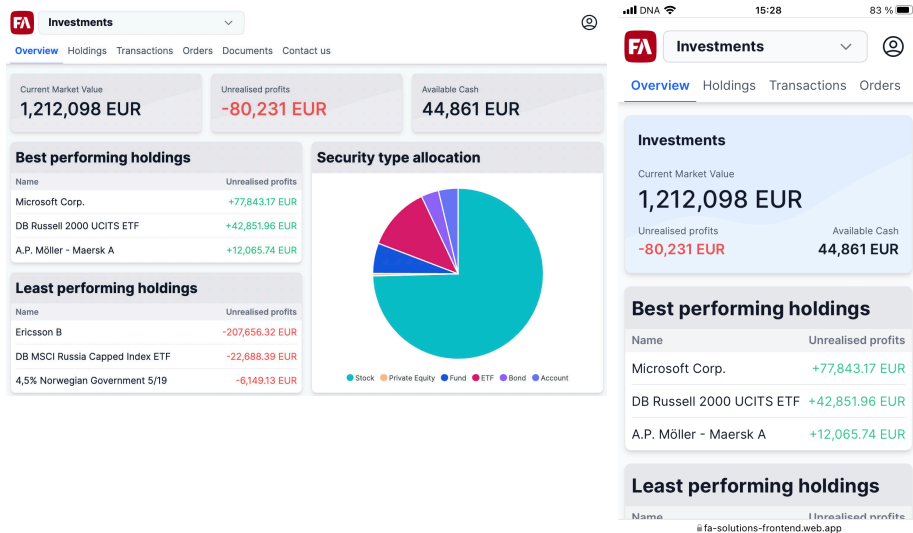 FA Investments
Overview Holdings Transactions Orders Documents Contact us
Current Market Value
1,212,098 EUR
Unrealised profits
-80,231 EUR
Available Cash
44,861 EUR
Best performing holdings
Name Unrealised profits
Microsoft Corp. +77,843.17 EUR
DB Russell 2000 UCITS ETF +42,851.96 EUR
A.P. Möller - Maersk A +12,065.74 EUR
Least performing holdings
Name Unrealised profits
Ericsson B -207,656.32 EUR
DB MSCI Russia Capped Index ETF -22,688.39 EUR
4,5% Norwegian Government 5/19 -6,149.13 EUR
Security type allocation
Stock Private Equity Fund ETF Bond Account
DNA 15:28 83 %
FA Investments
Overview Holdings Transactions Orders
Investments
Current Market Value
1,212,098 EUR
Unrealised profits Available Cash
-80,231 EUR 44,861 EUR
Best performing holdings
Name Unrealised profits
Microsoft Corp. +77,843.17 EUR
DB Russell 2000 UCITS ETF +42,851.96 EUR
A.P. Möller - Maersk A +12,065.74 EUR
Least performing holdings
Name Unrealised profits
fa-solutions-frontend.web.app